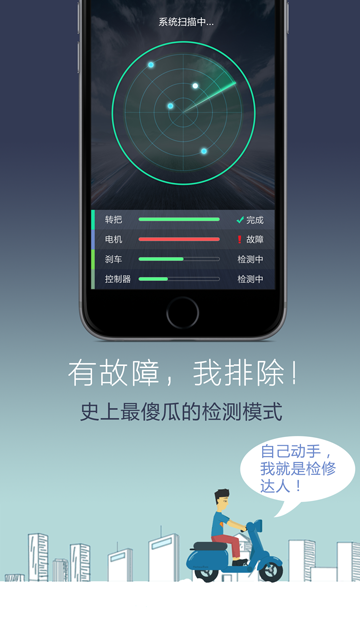 系统扫描中...
转把 完成
电机 故障
刹车 检测中
控制器 检测中
有故障，我排除！
史上最傻瓜的检测模式
自己动手，
我就是检修
达人！